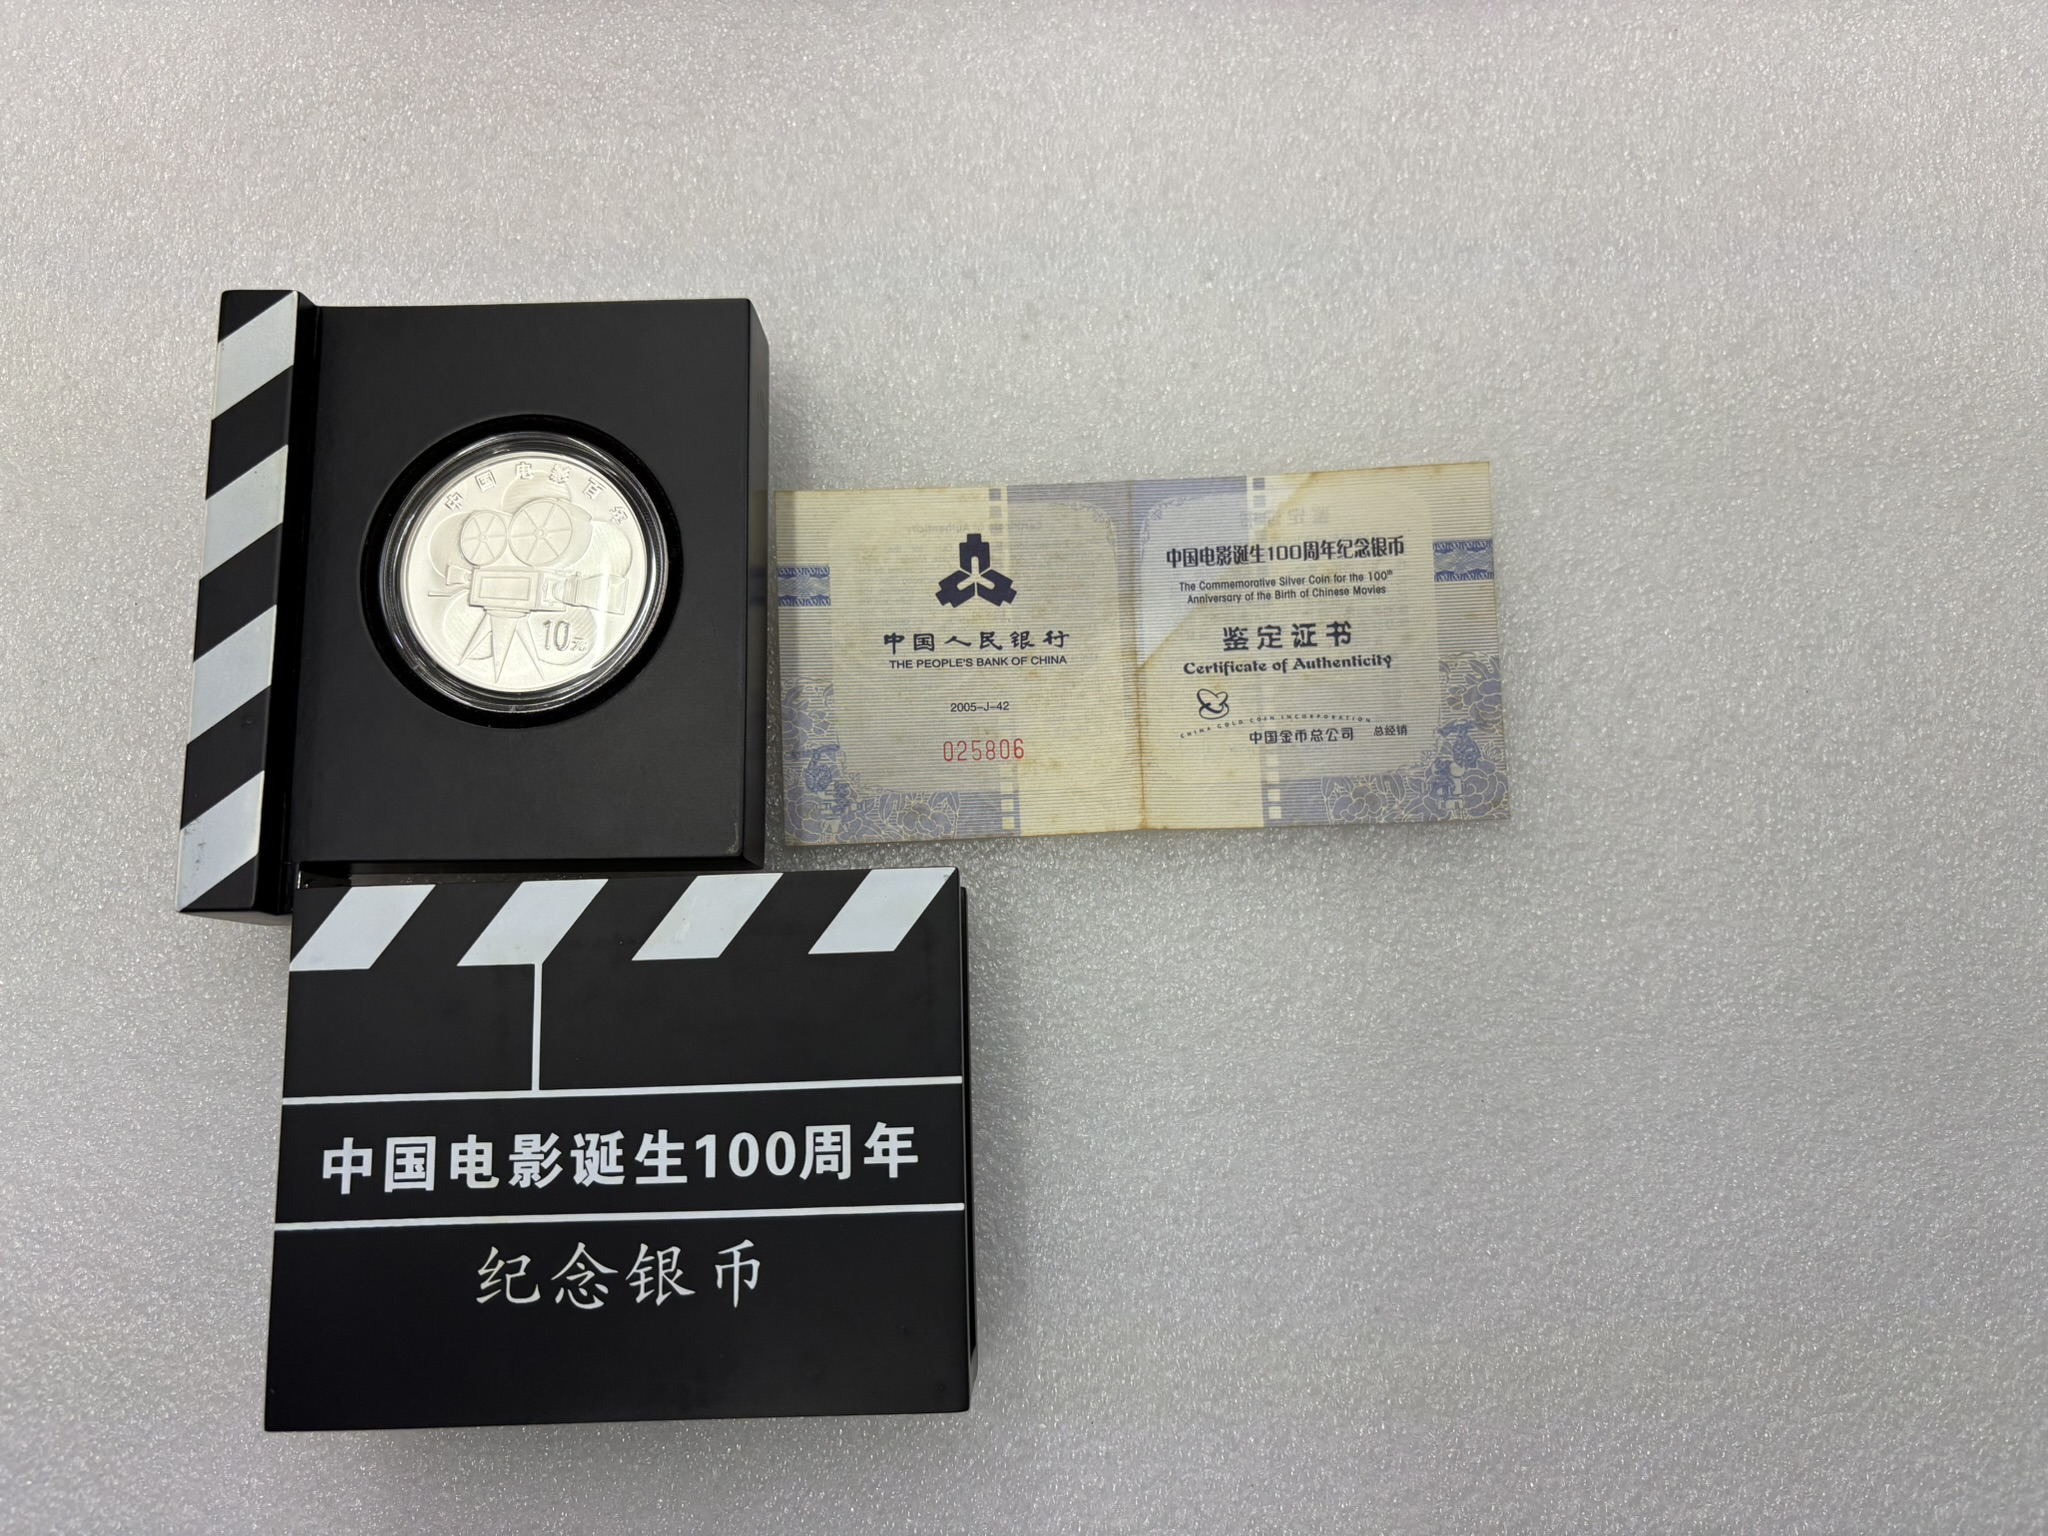 中国电影百年
10元
中国人民银行
THE PEOPLE'S BANK OF CHINA
2005-J-42
025806
中国电影诞生100周年纪念银币
The Commemorative Silver Coin for the 100th
Anniversary of the Birth of Chinese Movies
鉴定证书
Certificate of Authenticity
CHINA GOLD COIN INCORPORATION
中国金币总公司 总经销
中国电影诞生100周年
纪念银币